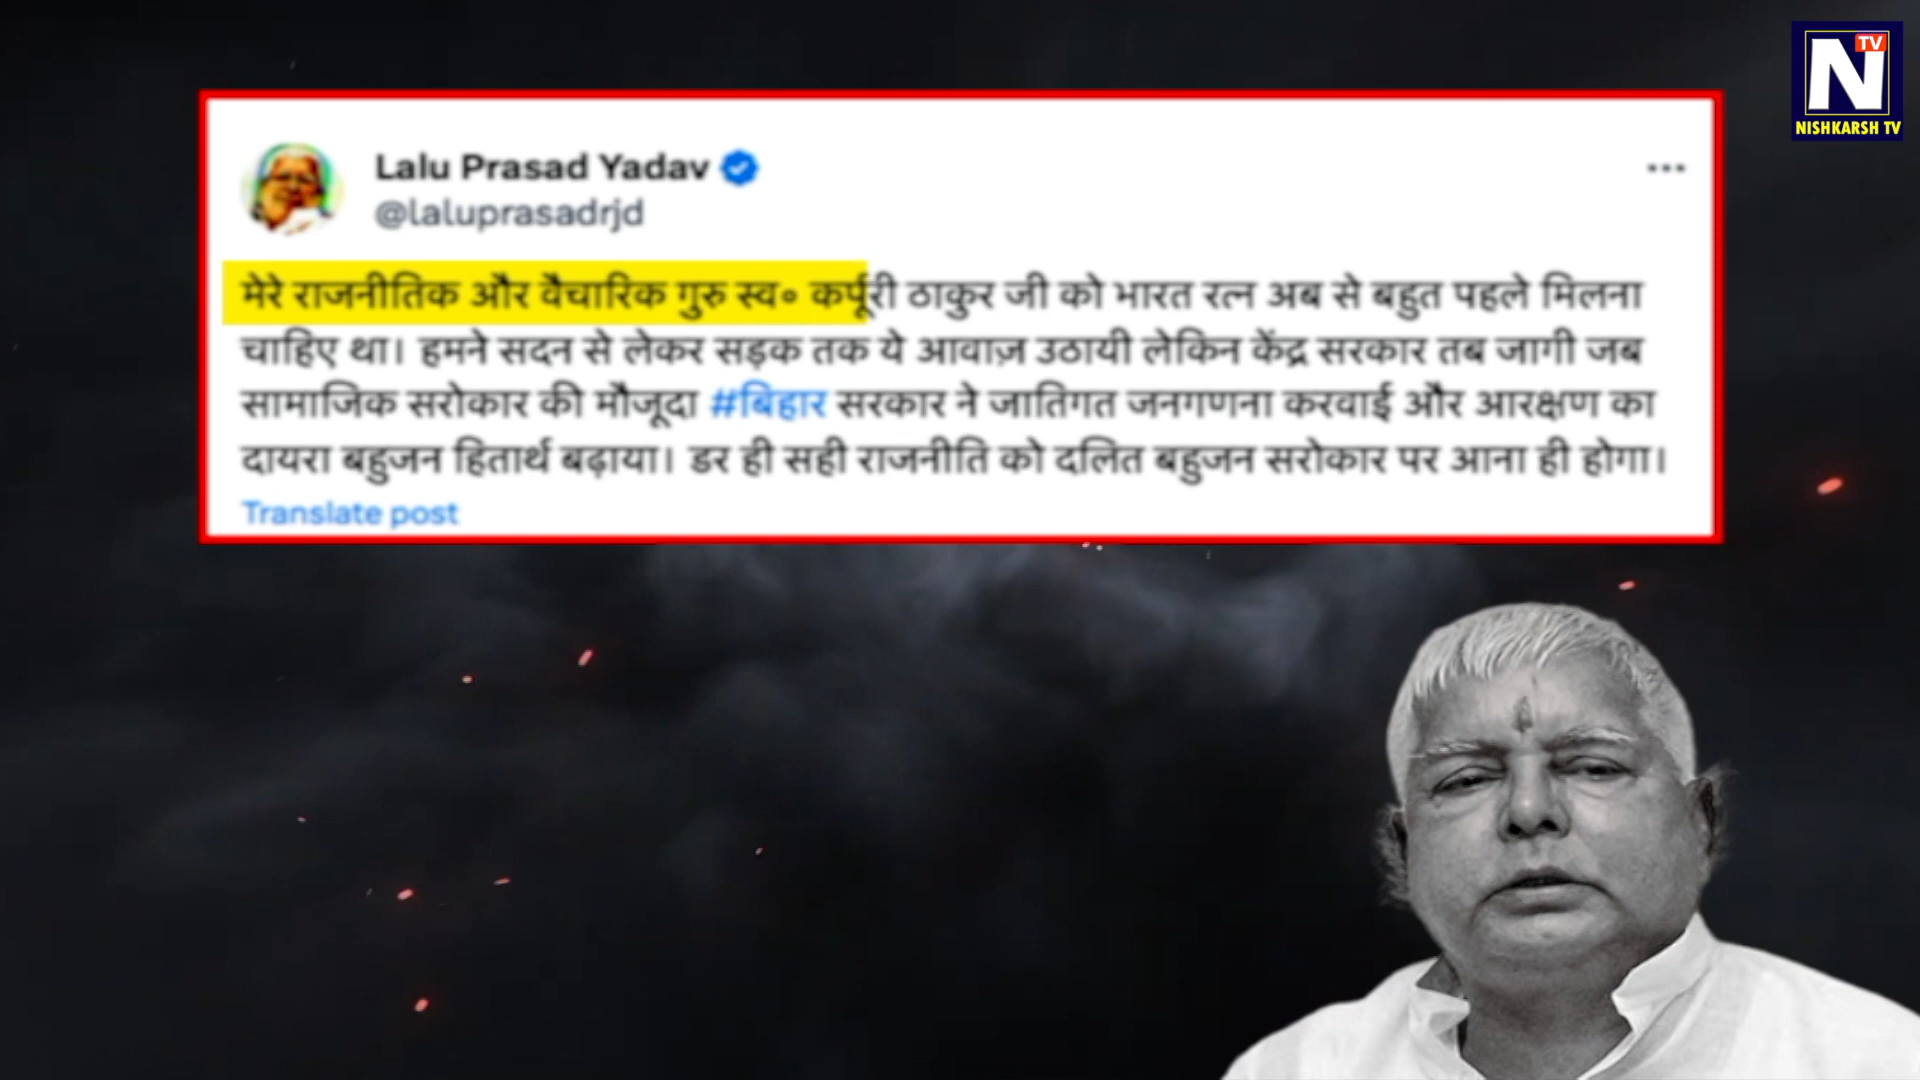 TV
N
NISHKARSH TV
Lalu Prasad Yadav
@laluprasadrjd
मेरे राजनीतिक और वैचारिक गुरु स्व॰ कर्पूरी ठाकुर जी को भारत रत्न अब से बहुत पहले मिलना
चाहिए था। हमने सदन से लेकर सड़क तक ये आवाज़ उठायी लेकिन केंद्र सरकार तब जागी जब
सामाजिक सरोकार की मौजूदा #बिहार सरकार ने जातिगत जनगणना करवाई और आरक्षण का
दायरा बहुजन हितार्थ बढ़ाया। डर ही सही राजनीति को दलित बहुजन सरोकार पर आना ही होगा।
Translate post